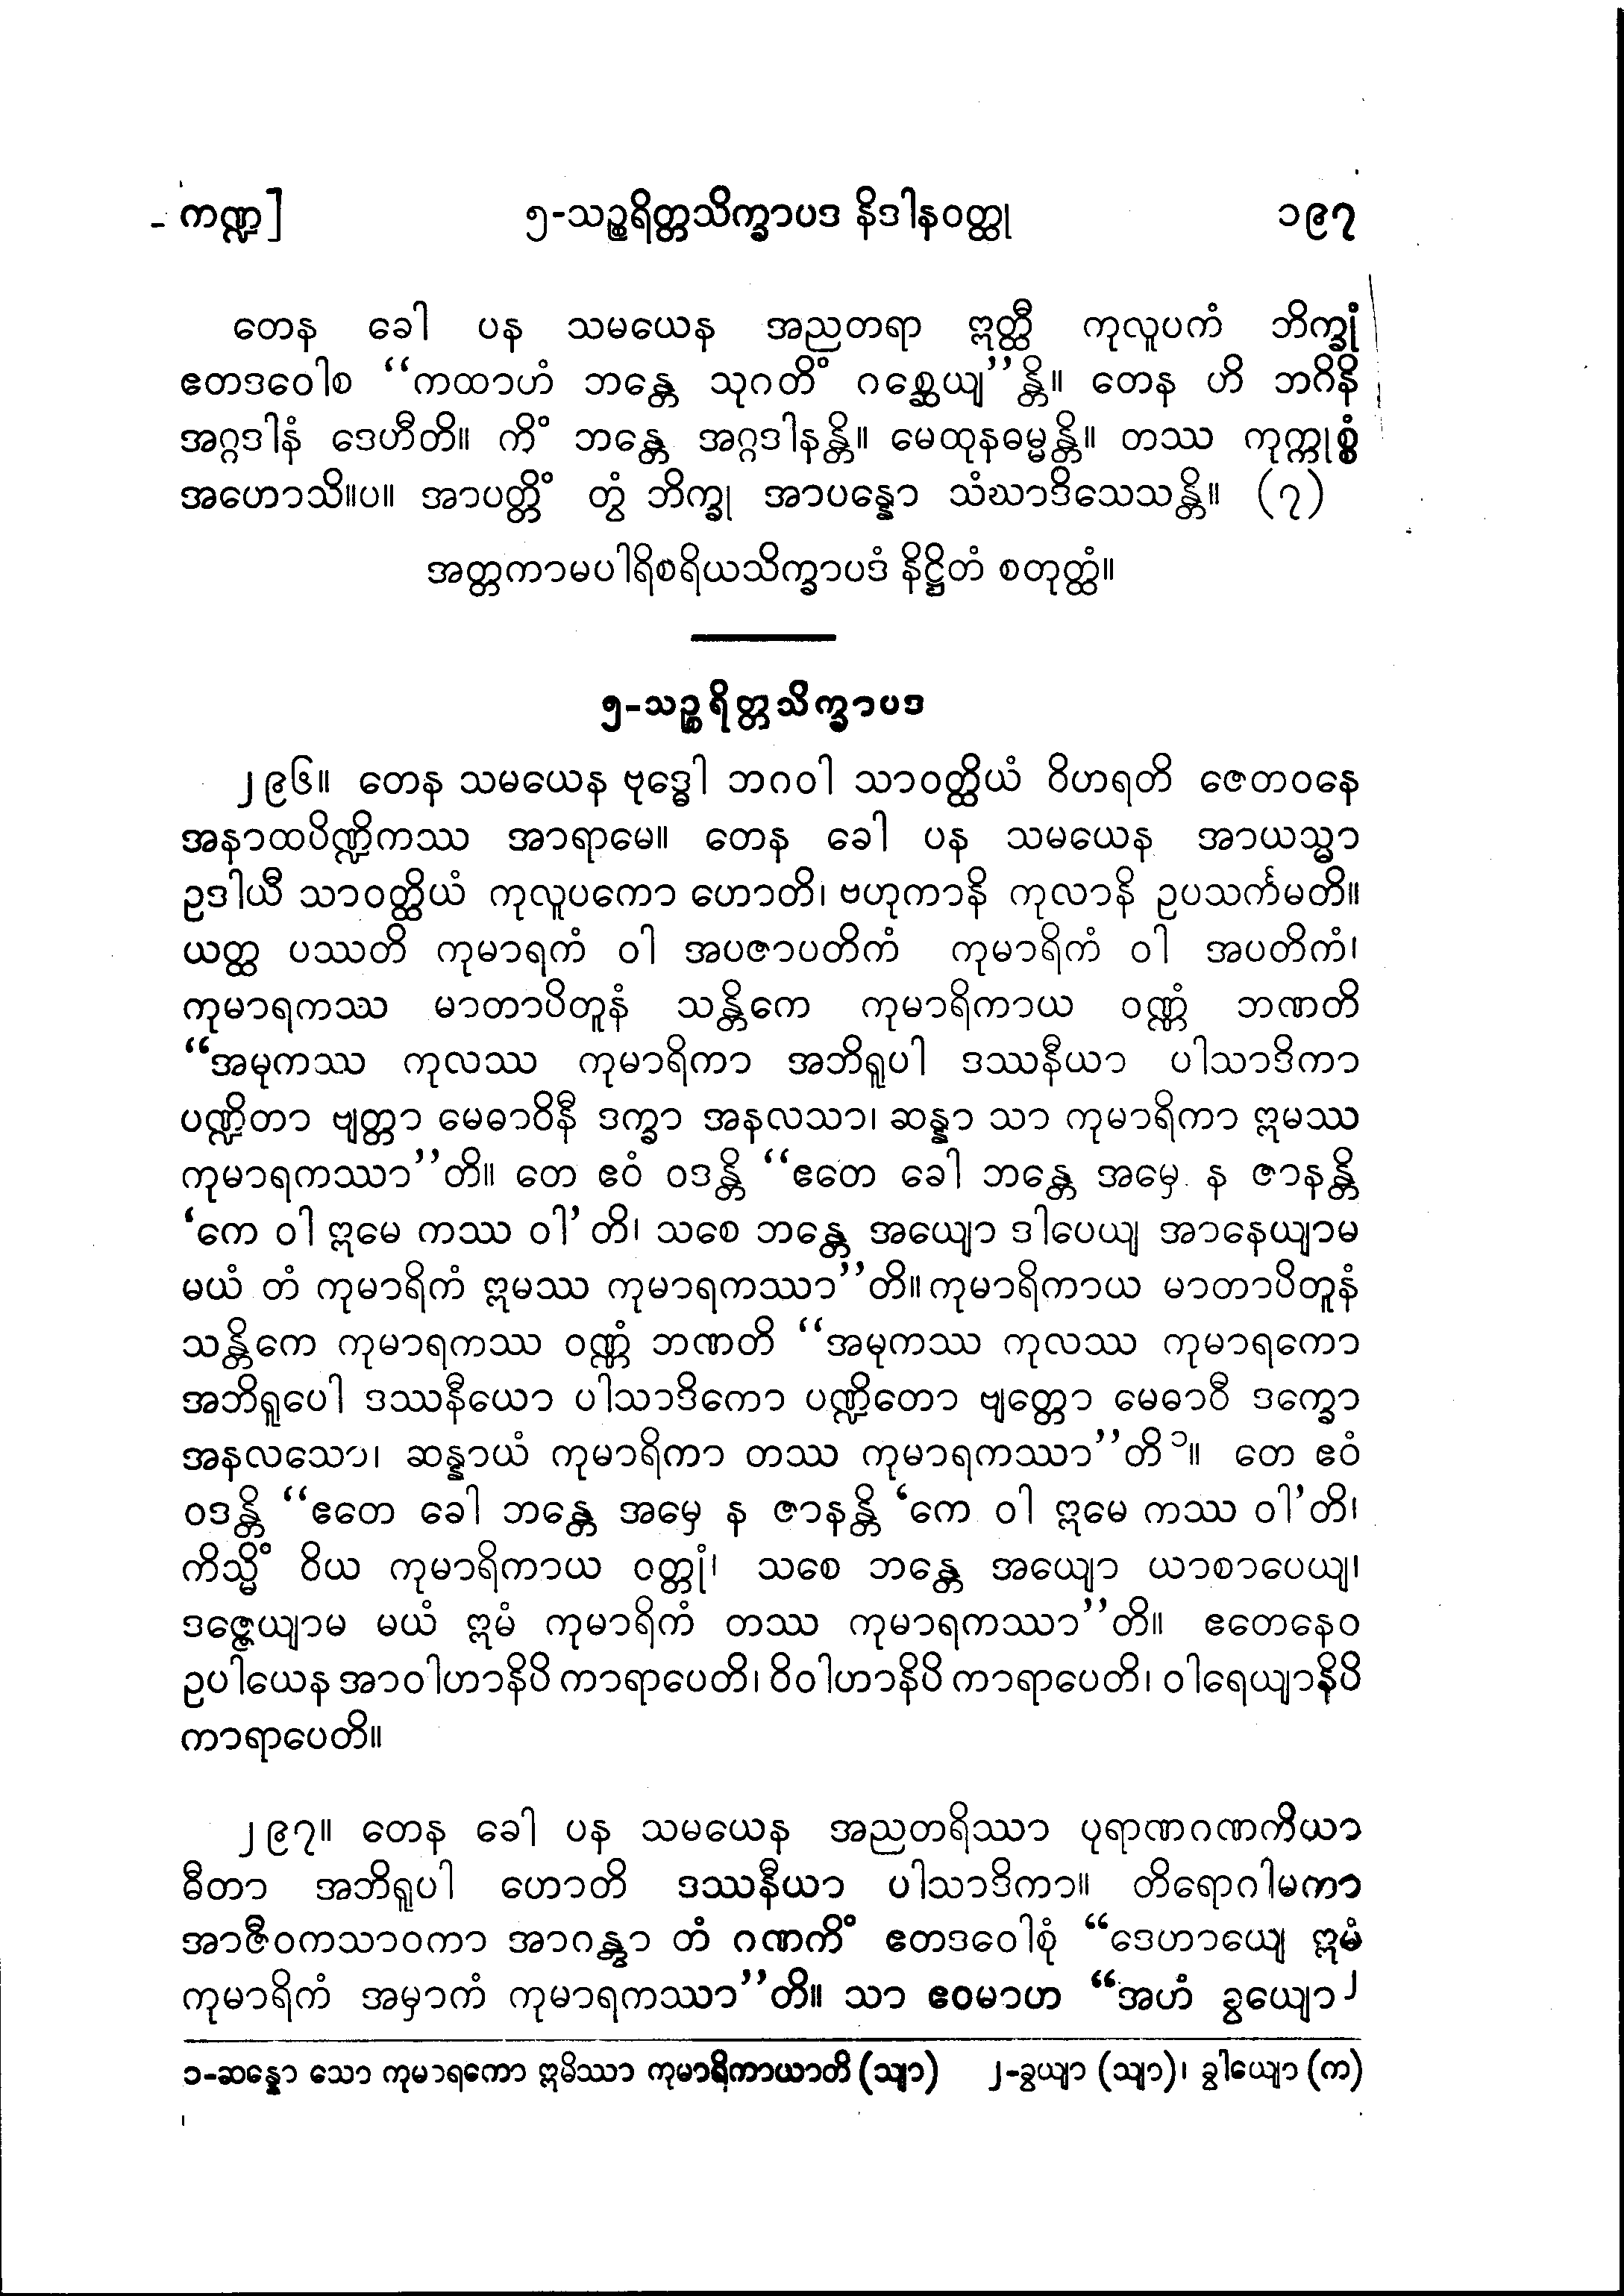 ကဏ္ဍ] ၅-သဉ္စရိတ္တသိက္ခာပဒ နိဒါနဝတ္ထု ၁၉၇
တေန ခေါ ပန သမယေန အညတရာ ဣတ္ထီ ကုလူပကံ ဘိက္ခုံ
ဧတဒဝေါစ “ကထာဟံ ဘန္တေ သုဂတိံ ဂစ္ဆေယျ”န္တိ။ တေန ဟိ ဘဂိနိ
အဂ္ဂဒါနံ ဒေဟီတိ။ ကိံ ဘန္တေ အဂ္ဂဒါနန္တိ။ မေထုနဓမ္မန္တိ။ တဿ ကုက္ကုစ္စံ
အဟောသိ။ပ။ အာပတ္တိံ တွံ ဘိက္ခု အာပန္နော သံဃာဒိသေသန္တိ။ (၇)
အတ္တကာမပါရိစရိယသိက္ခာပဒံ နိဋ္ဌိတံ စတုတ္ထံ။
၅-သဉ္စရိတ္တသိက္ခာပဒ
၂၉၆။ တေန သမယေန ဗုဒ္ဓေါ ဘဂဝါ သာဝတ္ထိယံ ဝိဟရတိ ဇေတဝနေ
အနာထပိဏ္ဍိကဿ အာရာမေ။ တေန ခေါ ပန သမယေန အာယသ္မာ
ဥဒါယီ သာဝတ္ထိယံ ကုလူပကော ဟောတိ၊ ဗဟုကာနိ ကုလာနိ ဥပသင်္ကမတိ။
ယတ္ထ ပဿတိ ကုမာရကံ ဝါ အပဇာပတိကံ ကုမာရိကံ ဝါ အပတိကံ၊
ကုမာရကဿ မာတာပိတူနံ သန္တိကေ ကုမာရိကာယ ဝဏ္ဏံ ဘဏတိ
“အမုကဿ ကုလဿ ကုမာရိကာ အဘိရူပါ ဒဿနီယာ ပါသာဒိကာ
ပဏ္ဍိတာ ဗျတ္တာ မေဓာဝိနီ ဒက္ခာ အနလသာ၊ ဆန္နာ သာ ကုမာရိကာ ဣမဿ
ကုမာရကဿာ”တိ။ တေ ဧဝံ ဝဒန္တိ “ဧတေ ခေါ ဘန္တေ အမှေ န ဇာနန္တိ
‘ကေ ဝါ ဣမေ ကဿ ဝါ’တိ၊ သစေ ဘန္တေ အယျော ဒါပေယျ အာနေယျာမ
မယံ တံ ကုမာရိကံ ဣမဿ ကုမာရကဿာ”တိ။ ကုမာရိကာယ မာတာပိတူနံ
သန္တိကေ ကုမာရကဿ ဝဏ္ဏံ ဘဏတိ “အမုကဿ ကုလဿ ကုမာရကော
အဘိရူပေါ ဒဿနီယော ပါသာဒိကော ပဏ္ဍိတော ဗျတ္တော မေဓာဝီ ဒက္ခော
အနလသော၊ ဆန္နာယံ ကုမာရိကာ တဿ ကုမာရကဿာ”တိ၁။ တေ ဧဝံ
ဝဒန္တိ “ဧတေ ခေါ ဘန္တေ အမှေ န ဇာနန္တိ ‘ကေ ဝါ ဣမေ ကဿ ဝါ’တိ၊
ကိသ္မိံ ဝိယ ကုမာရိကာယ ဝတ္တုံ၊ သစေ ဘန္တေ အယျော ယာစာပေယျ၊
ဒဇ္ဇေယျာမ မယံ ဣမံ ကုမာရိကံ တဿ ကုမာရကဿာ”တိ။ ဧတေနေဝ
ဥပါယေန အာဝါဟာနိပိ ကာရာပေတိ၊ ဝိဝါဟာနိပိ ကာရာပေတိ၊ ဝါရေယျာနိပိ
ကာရာပေတိ။
၂၉၇။ တေန ခေါ ပန သမယေန အညတရိဿာ ပုရာဏဂဏကိယာ
ဓီတာ အဘိရူပါ ဟောတိ ဒဿနီယာ ပါသာဒိကာ။ တိရောဂါမကာ
အာဇီဝကသာဝကာ အာဂန္တွာ တံ ဂဏကိံ ဧတဒဝေါစုံ “ဒေဟာယျေ ဣမံ
ကုမာရိကံ အမှာကံ ကုမာရကဿာ”တိ။ သာ ဧဝမာဟ “အဟံ ခွယျော၂
၁-ဆန္နော သော ကုမာရကော ဣမိဿာ ကုမာရိကာယာတိ (သျာ) ၂-ခွယျာ (သျာ)၊ ခွါယျော (က)